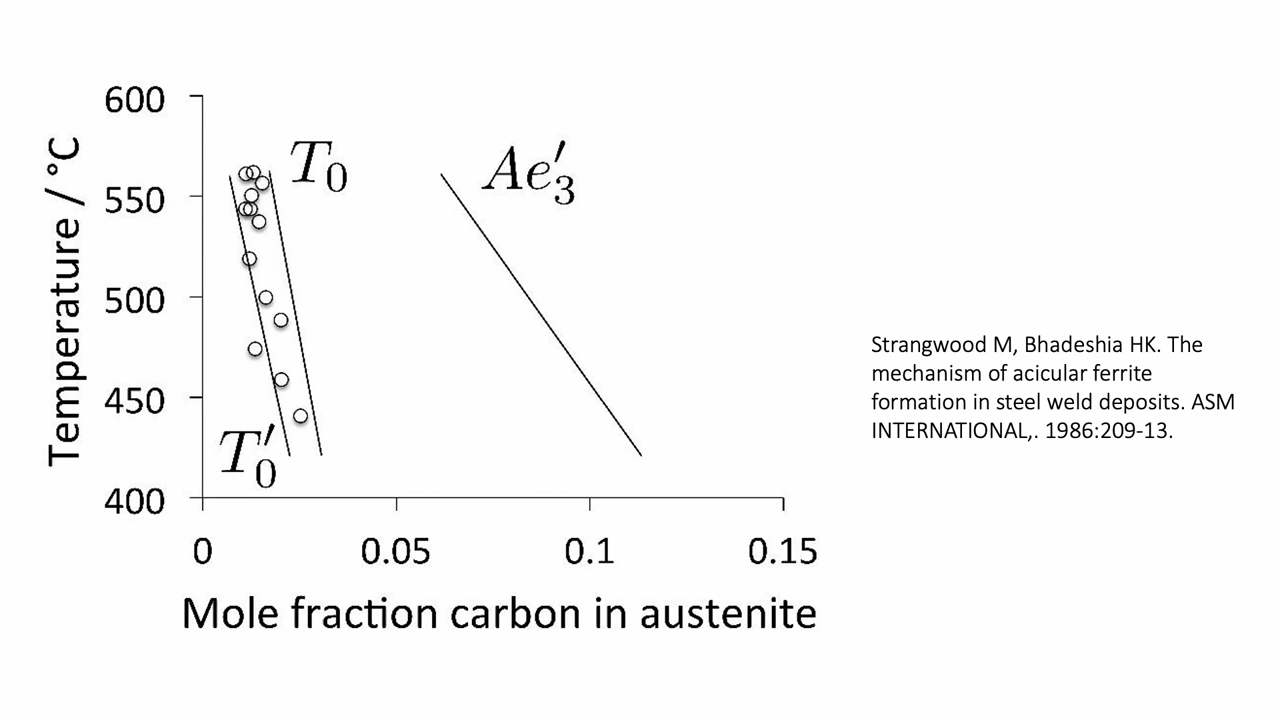 600
550
500
450
400
Temperature / °C
T₀
Ae′₃
T′₀
0 0.05 0.1 0.15
Mole fraction carbon in austenite
Strangwood M, Bhadeshia HK. The
mechanism of acicular ferrite
formation in steel weld deposits. ASM
INTERNATIONAL,. 1986:209-13.